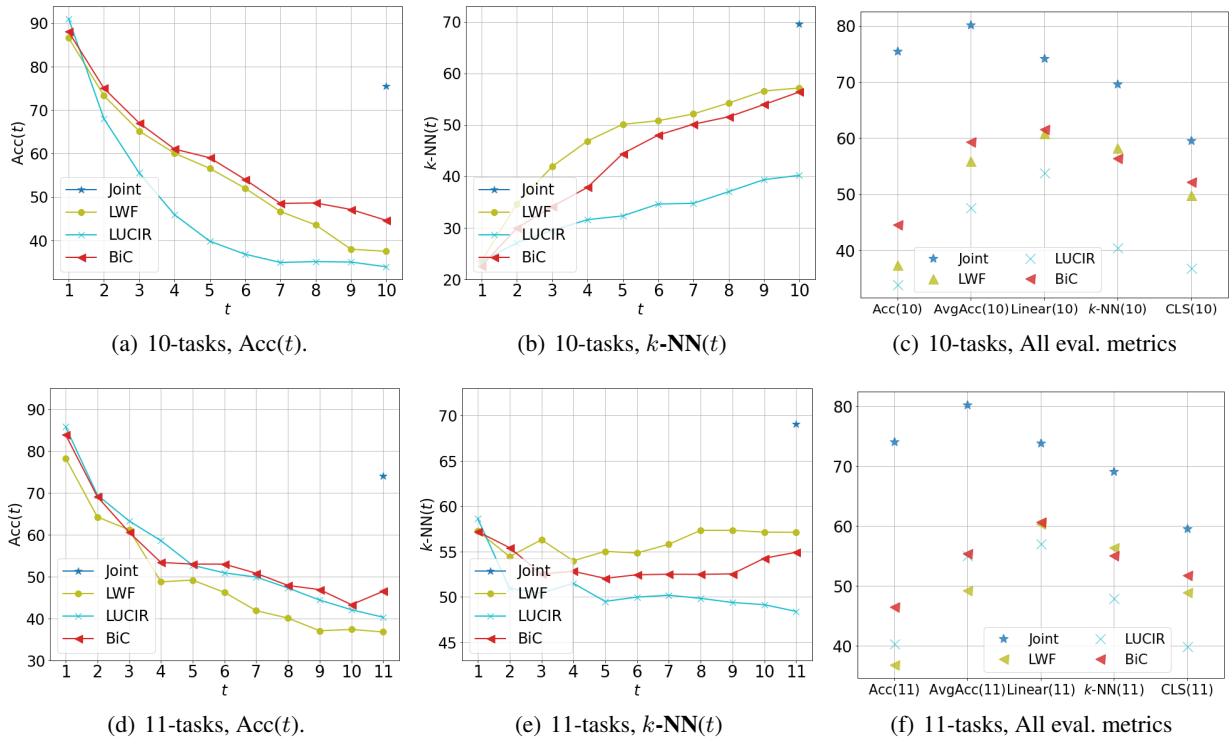 90
80
70
60
50
40
Acc(t)
Joint
LWF
LUCIR
BiC
1 2 3 4 5 6 7 8 9 10
t
(a) 10-tasks, Acc(t).
70
60
50
40
30
20
k-NN(t)
Joint
LWF
LUCIR
BiC
1 2 3 4 5 6 7 8 9 10
t
(b) 10-tasks, k-NN(t)
80
70
60
50
40
Joint LUCIR
LWF BiC
Acc(10) AvgAcc(10) Linear(10) k-NN(10) CLS(10)
(c) 10-tasks, All eval. metrics
90
80
70
60
50
40
30
Acc(t)
Joint
LWF
LUCIR
BiC
1 2 3 4 5 6 7 8 9 10 11
t
(d) 11-tasks, Acc(t).
70
65
60
55
50
45
k-NN(t)
Joint
LWF
LUCIR
BiC
1 2 3 4 5 6 7 8 9 10 11
t
(e) 11-tasks, k-NN(t)
80
70
60
50
40
Joint LUCIR
LWF BiC
Acc(11) AvgAcc(11) Linear(11) k-NN(11) CLS(11)
(f) 11-tasks, All eval. metrics